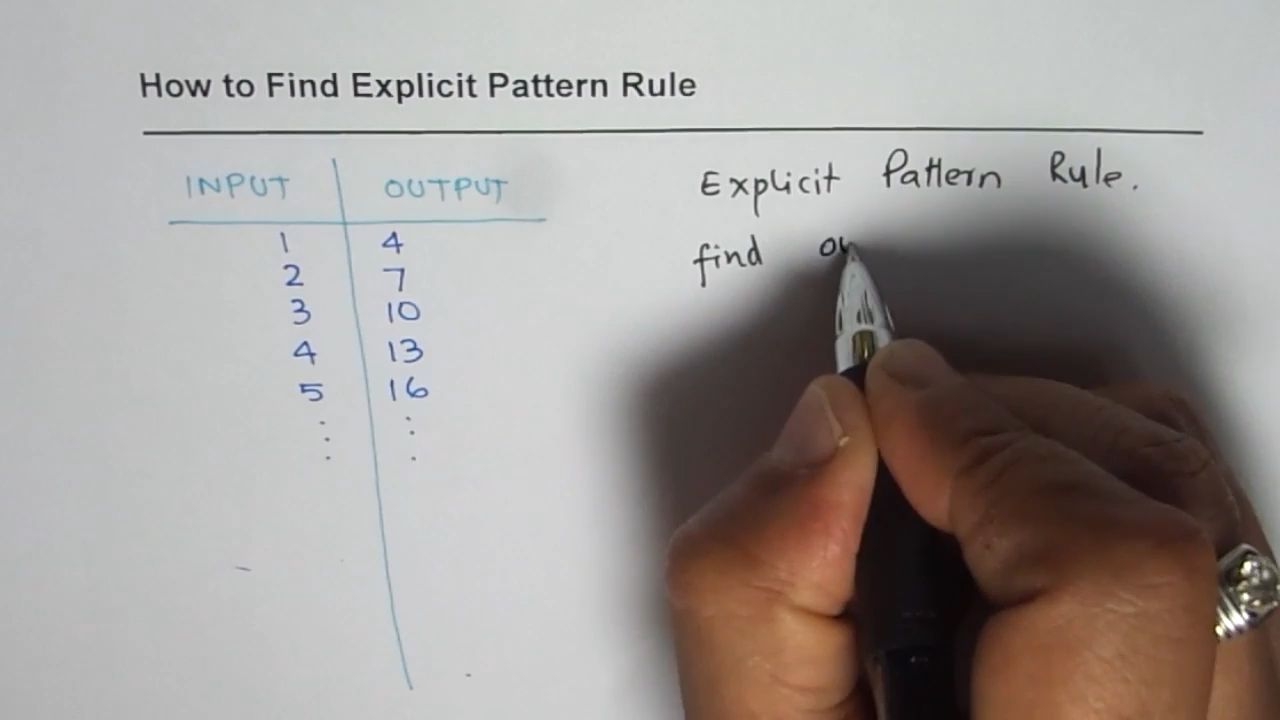 How to Find Explicit Pattern Rule
INPUT OUTPUT
1 4
2 7
3 10
4 13
5 16
Explicit Pattern Rule.
find